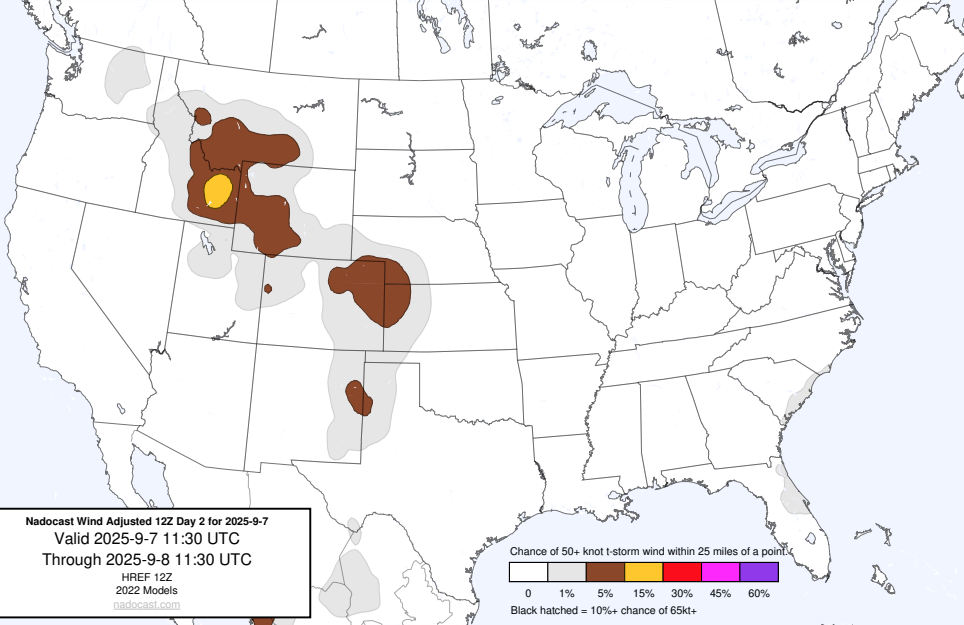 Nadocast Wind Adjusted 12Z Day 2 for 2025-9-7
Valid 2025-9-7 11:30 UTC
Through 2025-9-8 11:30 UTC
HREF 12Z
2022 Models
nadocast.com
Chance of 50+ knot t-storm wind within 25 miles of a point.
0 1% 5% 15% 30% 45% 60%
Black hatched = 10%+ chance of 65kt+